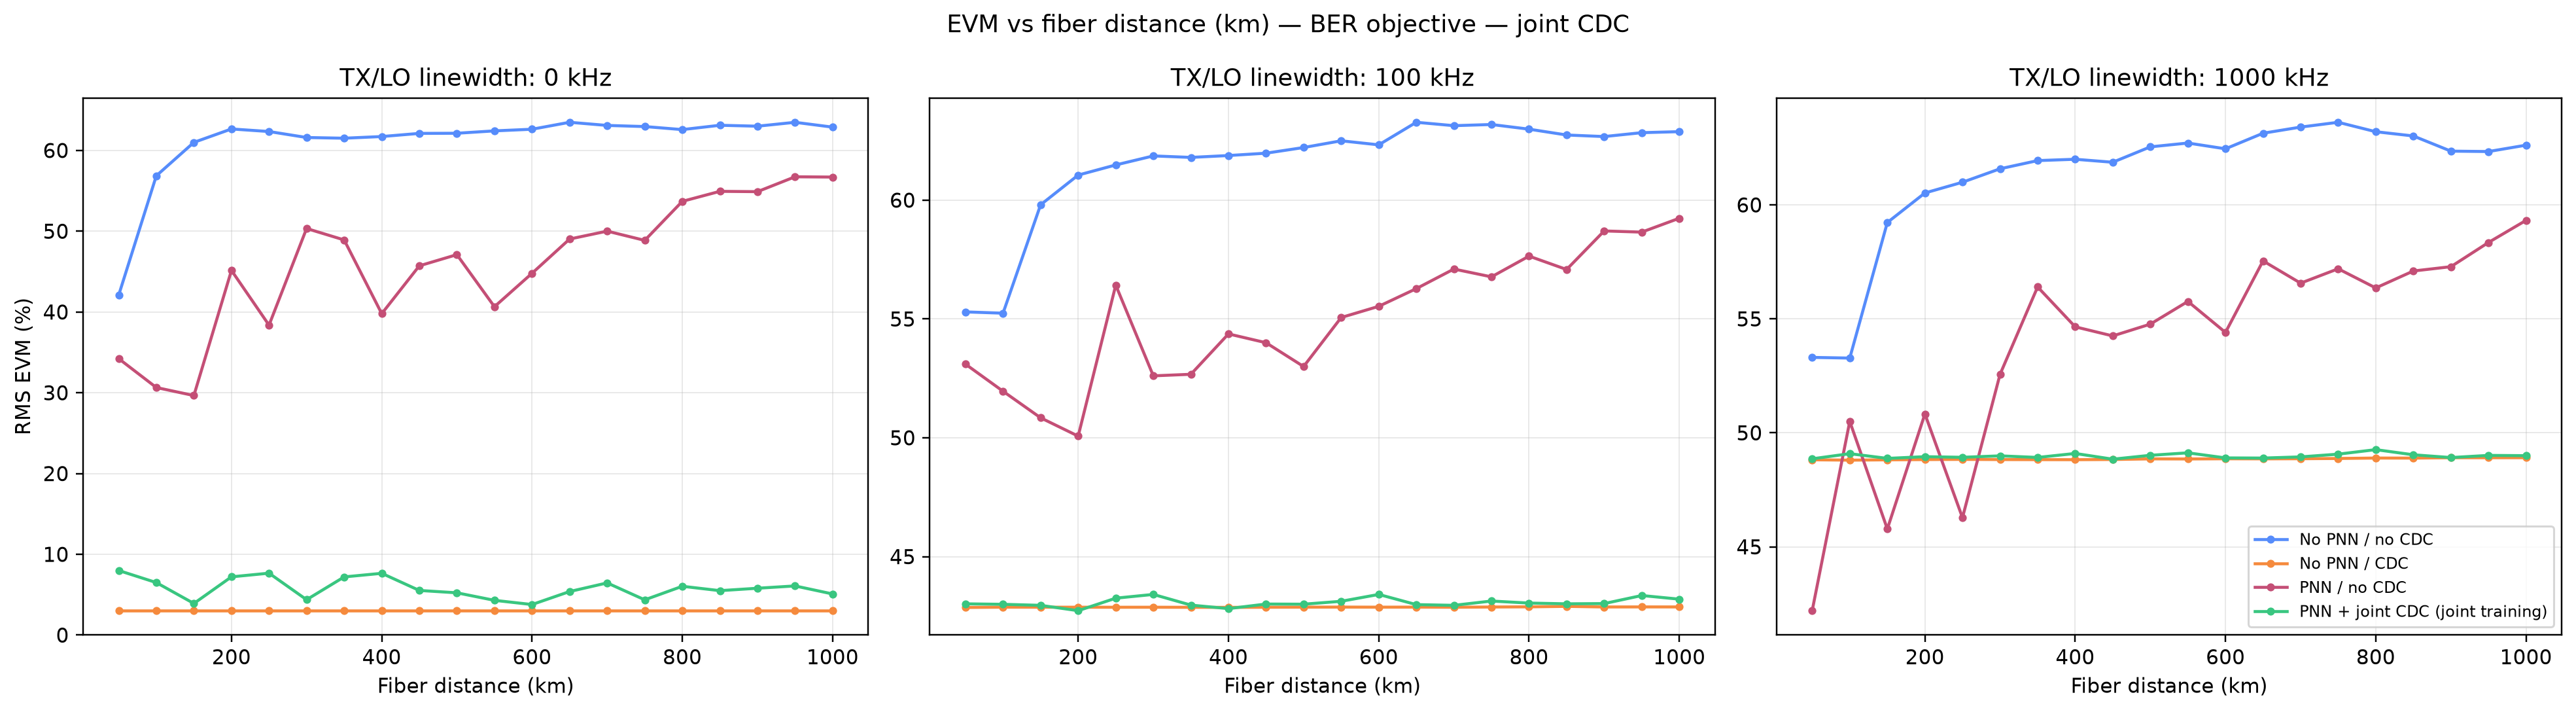 EVM vs fiber distance (km) — BER objective — joint CDC
TX/LO linewidth: 0 kHz
RMS EVM (%)
60
50
40
30
20
10
0
200
400
600
800
1000
Fiber distance (km)
TX/LO linewidth: 100 kHz
60
55
50
45
200
400
600
800
1000
Fiber distance (km)
TX/LO linewidth: 1000 kHz
60
55
50
45
200
400
600
800
1000
Fiber distance (km)
No PNN / no CDC
No PNN / CDC
PNN / no CDC
PNN + joint CDC (joint training)